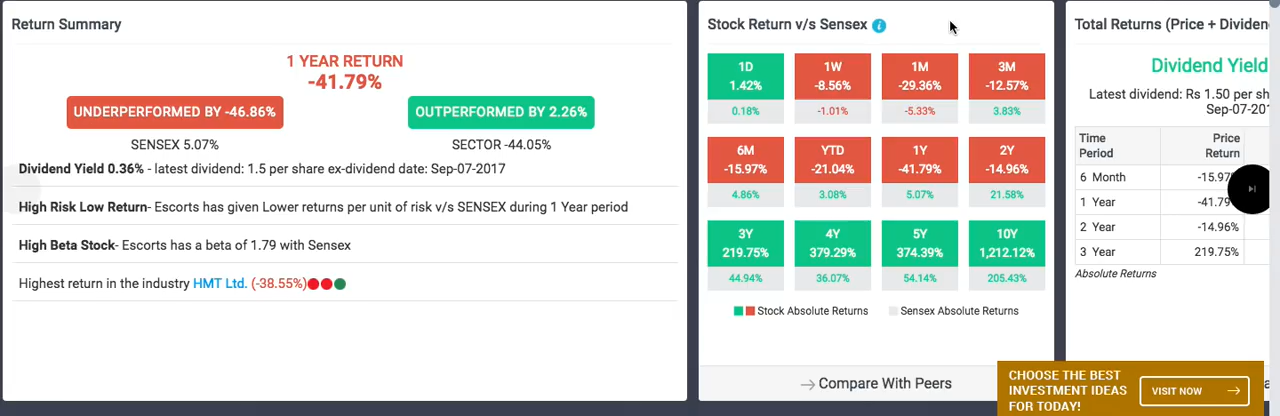 Return Summary
1 YEAR RETURN
-41.79%
UNDERPERFORMED BY -46.86%
OUTPERFORMED BY 2.26%
SENSEX 5.07%
SECTOR -44.05%
Dividend Yield 0.36% - latest dividend: 1.5 per share ex-dividend date: Sep-07-2017
High Risk Low Return- Escorts has given Lower returns per unit of risk v/s SENSEX during 1 Year period
High Beta Stock- Escorts has a beta of 1.79 with Sensex
Highest return in the industry HMT Ltd. (-38.55%)
Stock Return v/s Sensex
1D 1W 1M 3M
1.42% -8.56% -29.36% -12.57%
0.18% -1.01% -5.33% 3.83%
6M YTD 1Y 2Y
-15.97% -21.04% -41.79% -14.96%
4.86% 3.08% 5.07% 21.58%
3Y 4Y 5Y 10Y
219.75% 379.29% 374.39% 1,212.12%
44.94% 36.07% 54.14% 205.43%
Stock Absolute Returns Sensex Absolute Returns
Compare With Peers
Total Returns (Price + Dividen
Dividend Yield
Latest dividend: Rs 1.50 per sh
Sep-07-201
Time Period Price Return
6 Month -15.97
1 Year -41.79
2 Year -14.96%
3 Year 219.75%
Absolute Returns
CHOOSE THE BEST
INVESTMENT IDEAS
FOR TODAY!
VISIT NOW